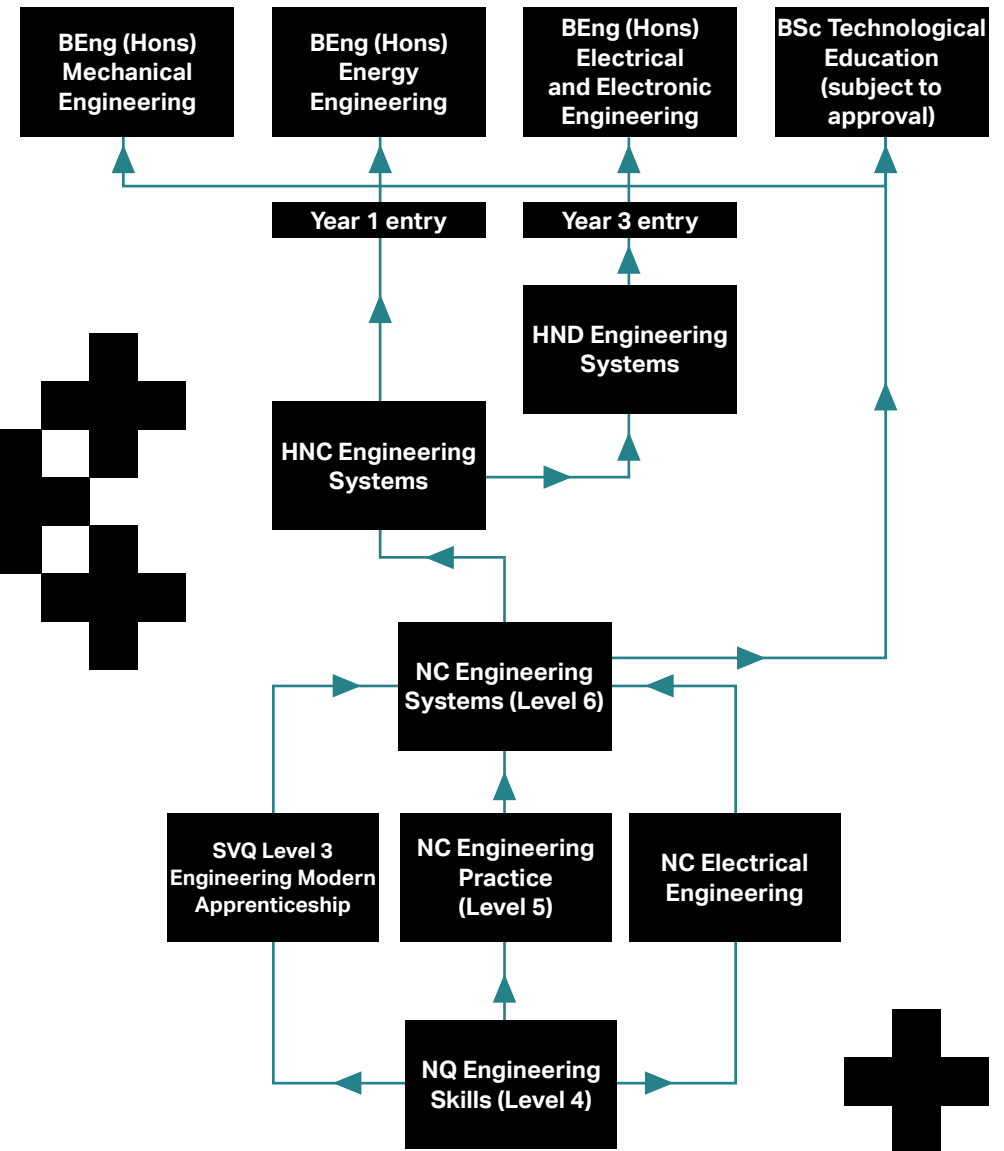 BEng (Hons)
Mechanical
Engineering
BEng (Hons)
Energy
Engineering
BEng (Hons)
Electrical
and Electronic
Engineering
BSc Technological
Education
(subject to
approval)
Year 1 entry
Year 3 entry
HND Engineering
Systems
HNC Engineering
Systems
NC Engineering
Systems (Level 6)
SVQ Level 3
Engineering Modern
Apprenticeship
NC Engineering
Practice
(Level 5)
NC Electrical
Engineering
NQ Engineering
Skills (Level 4)